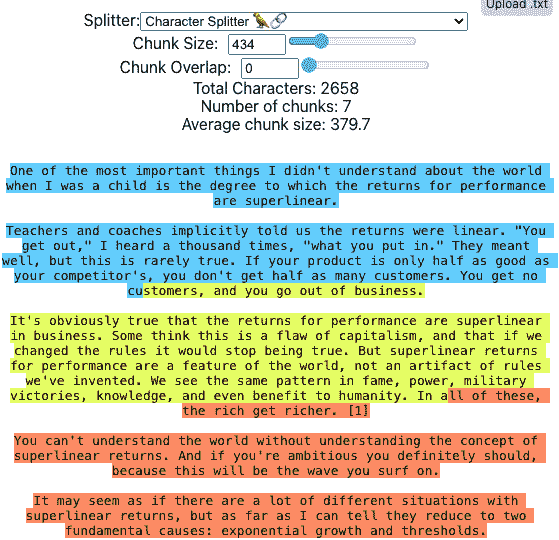 Upload .txt
Splitter: Character Splitter 🦜🔗
Chunk Size: 434
Chunk Overlap: 0
Total Characters: 2658
Number of chunks: 7
Average chunk size: 379.7
One of the most important things I didn't understand about the world
when I was a child is the degree to which the returns for performance
are superlinear.
Teachers and coaches implicitly told us the returns were linear. "You
get out," I heard a thousand times, "what you put in." They meant
well, but this is rarely true. If your product is only half as good as
your competitor's, you don't get half as many customers. You get no
customers, and you go out of business.
It's obviously true that the returns for performance are superlinear
in business. Some think this is a flaw of capitalism, and that if we
changed the rules it would stop being true. But superlinear returns
for performance are a feature of the world, not an artifact of rules
we've invented. We see the same pattern in fame, power, military
victories, knowledge, and even benefit to humanity. In all of these,
the rich get richer. [1]
You can't understand the world without understanding the concept of
superlinear returns. And if you're ambitious you definitely should,
because this will be the wave you surf on.
It may seem as if there are a lot of different situations with
superlinear returns, but as far as I can tell they reduce to two
fundamental causes: exponential growth and thresholds.